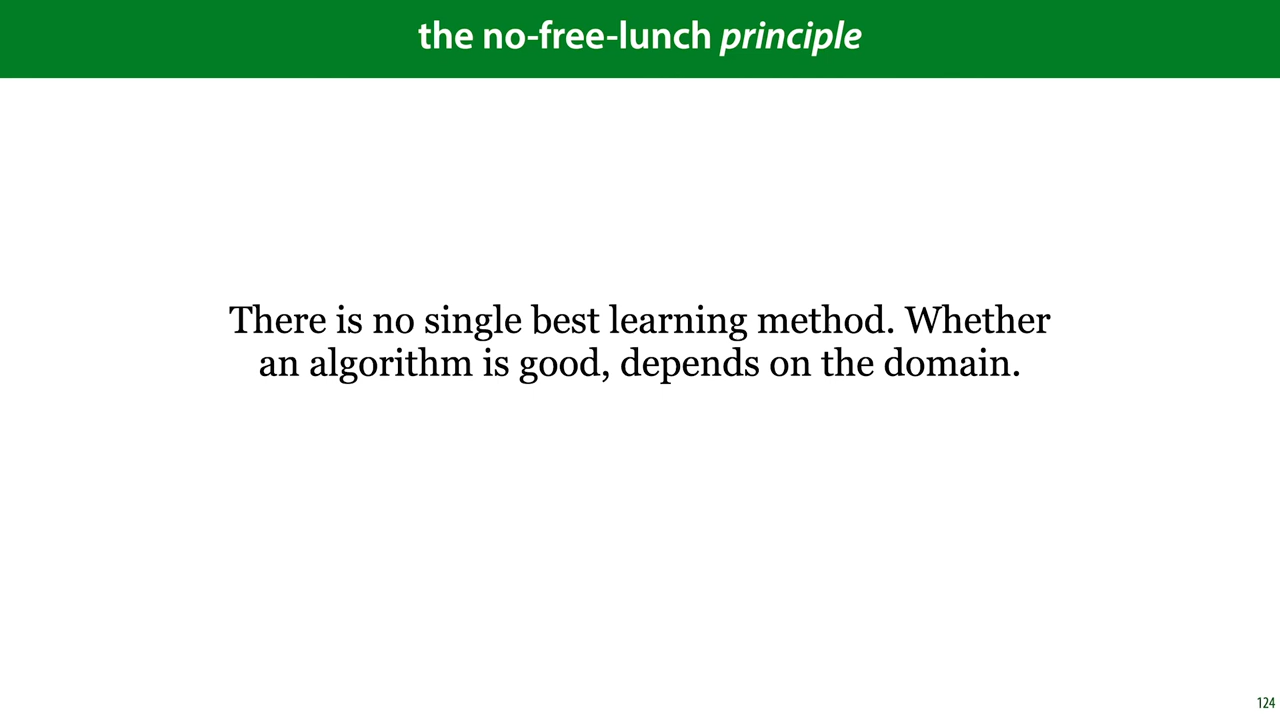 the no-free-lunch principle
There is no single best learning method. Whether
an algorithm is good, depends on the domain.
124